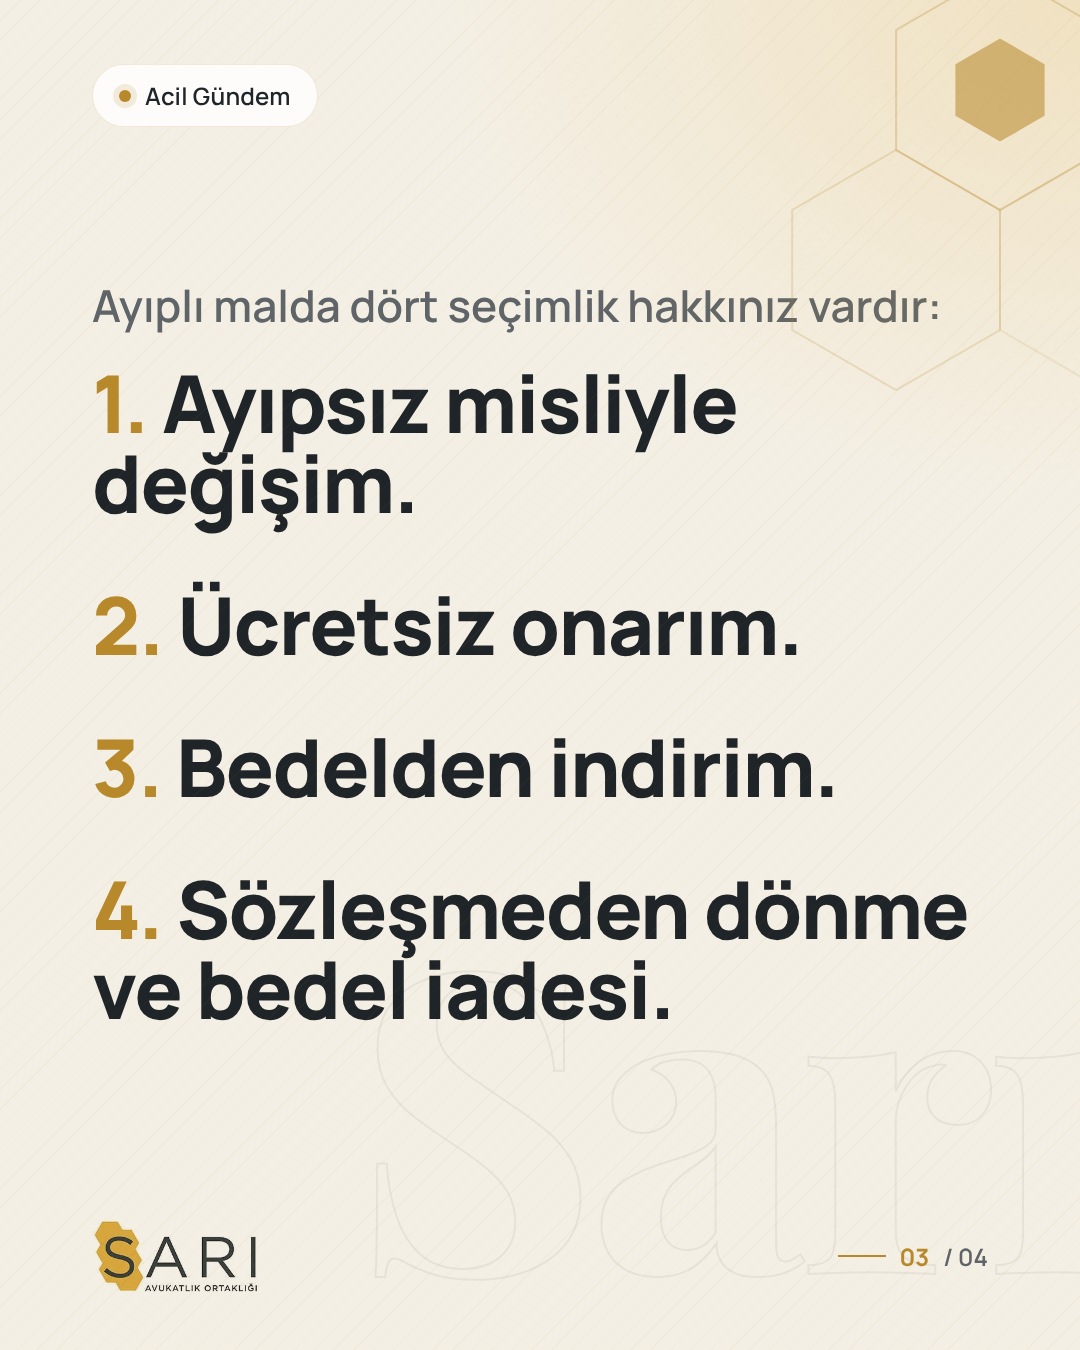 Acil Gündem
Ayıplı malda dört seçimlik hakkınız vardır:
1. Ayıpsız misliyle
değişim.
2. Ücretsiz onarım.
3. Bedelden indirim.
4. Sözleşmeden dönme
ve bedel iadesi.
Sarı
SARI
AVUKATLIK ORTAKLIĞI
03 / 04